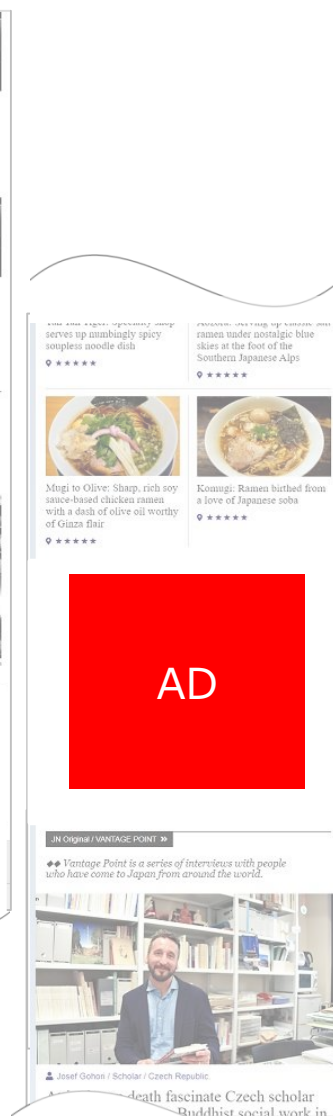 serves up numbingly spicy
soupless noodle dish
★★★★★
ramen under nostalgic blue
skies at the foot of the
Southern Japanese Alps
★★★★★
Mugi to Olive: Sharp, rich soy
sauce-based chicken ramen
with a dash of olive oil worthy
of Ginza flair
★★★★★
Komugi: Ramen birthed from
a love of Japanese soba
★★★★★
AD
JN Original / VANTAGE POINT »
◆◆ Vantage Point is a series of interviews with people
who have come to Japan from around the world.
Josef Gohori / Scholar / Czech Republic
death fascinate Czech scholar
Buddhist social work in